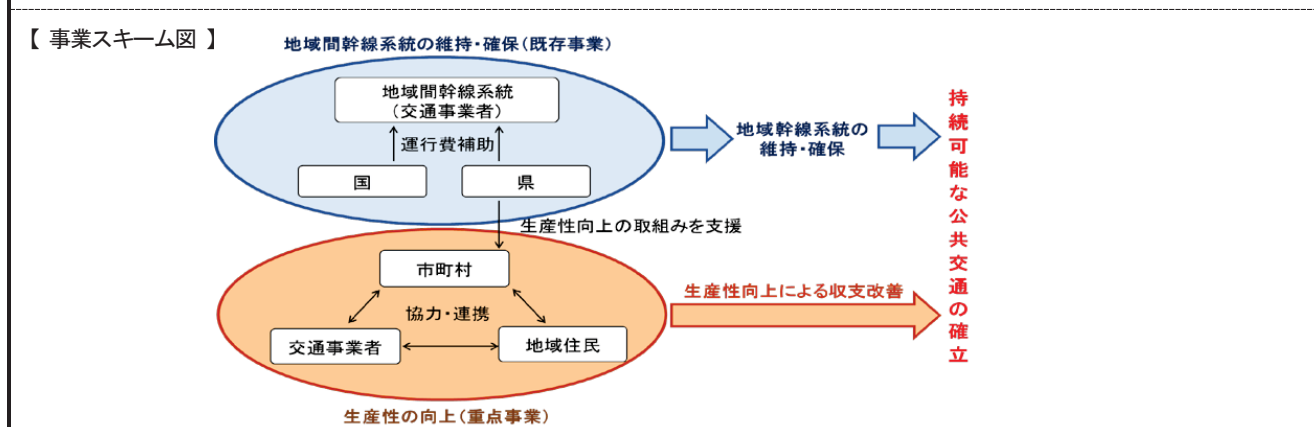 【 事業スキーム図 】
地域間幹線系統の維持・確保(既存事業)
地域間幹線系統
(交通事業者)
運行費補助
国
県
地域幹線系統の
維持・確保
生産性向上の取組みを支援
市町村
協力・連携
交通事業者
地域住民
生産性向上による収支改善
生産性の向上(重点事業)
持続可能な公共交通の確立